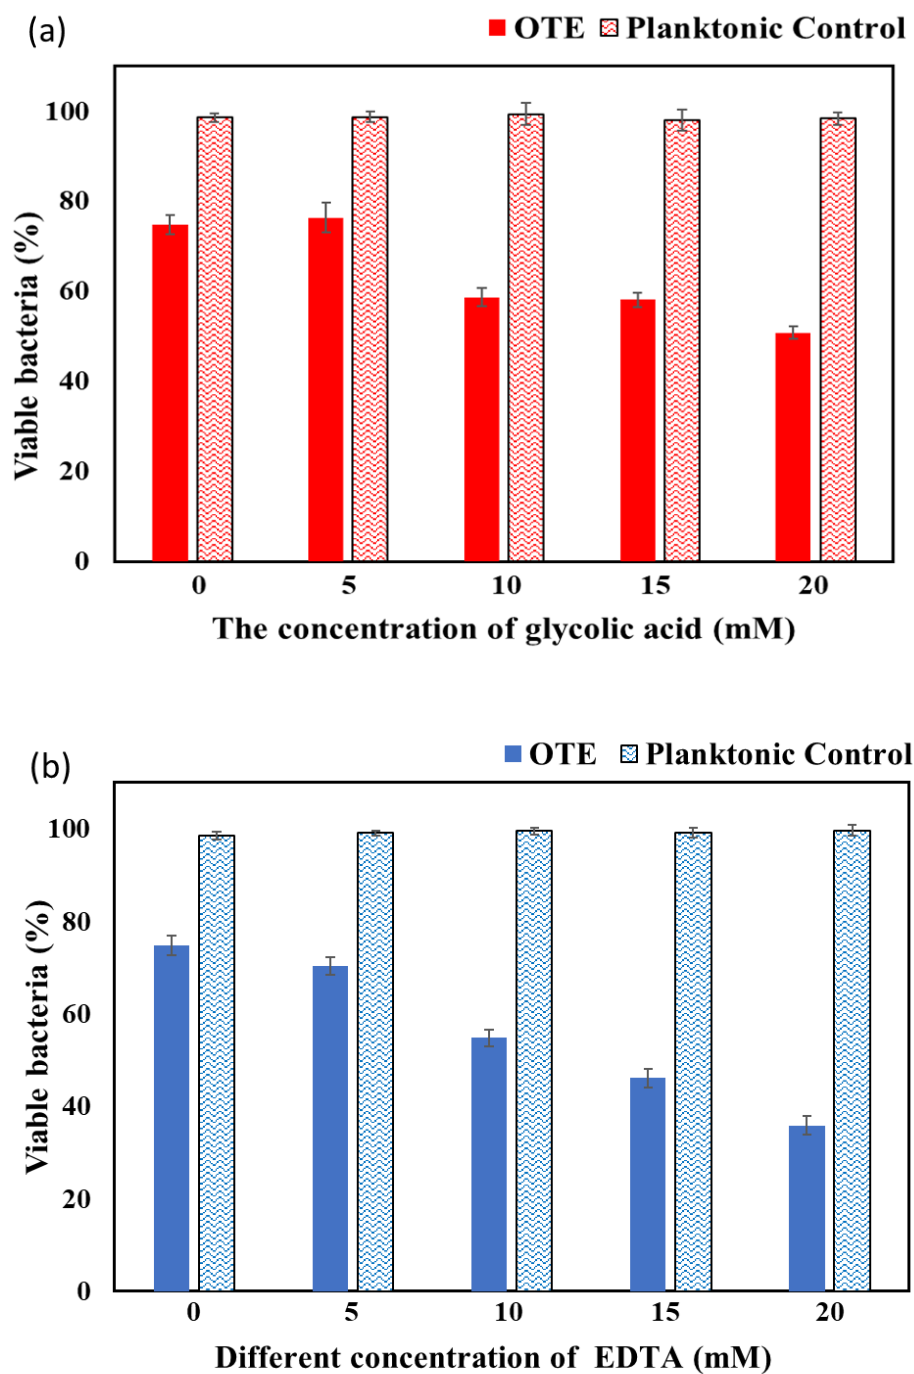 (a)
OTE Planktonic Control
Viable bacteria (%)
100
80
60
40
20
0
0 5 10 15 20
The concentration of glycolic acid (mM)
(b)
OTE Planktonic Control
Viable bacteria (%)
100
80
60
40
20
0
0 5 10 15 20
Different concentration of EDTA (mM)